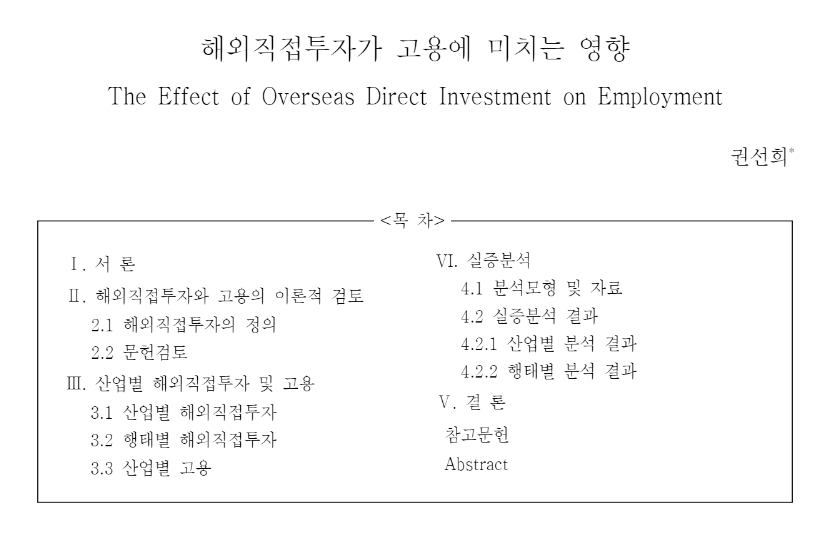 해외직접투자가 고용에 미치는 영향
The Effect of Overseas Direct Investment on Employment
권선희*
<목 차>
Ⅰ. 서 론
Ⅱ. 해외직접투자와 고용의 이론적 검토
2.1 해외직접투자의 정의
2.2 문헌검토
Ⅲ. 산업별 해외직접투자 및 고용
3.1 산업별 해외직접투자
3.2 행태별 해외직접투자
3.3 산업별 고용
Ⅵ. 실증분석
4.1 분석모형 및 자료
4.2 실증분석 결과
4.2.1 산업별 분석 결과
4.2.2 행태별 분석 결과
Ⅴ. 결 론
참고문헌
Abstract